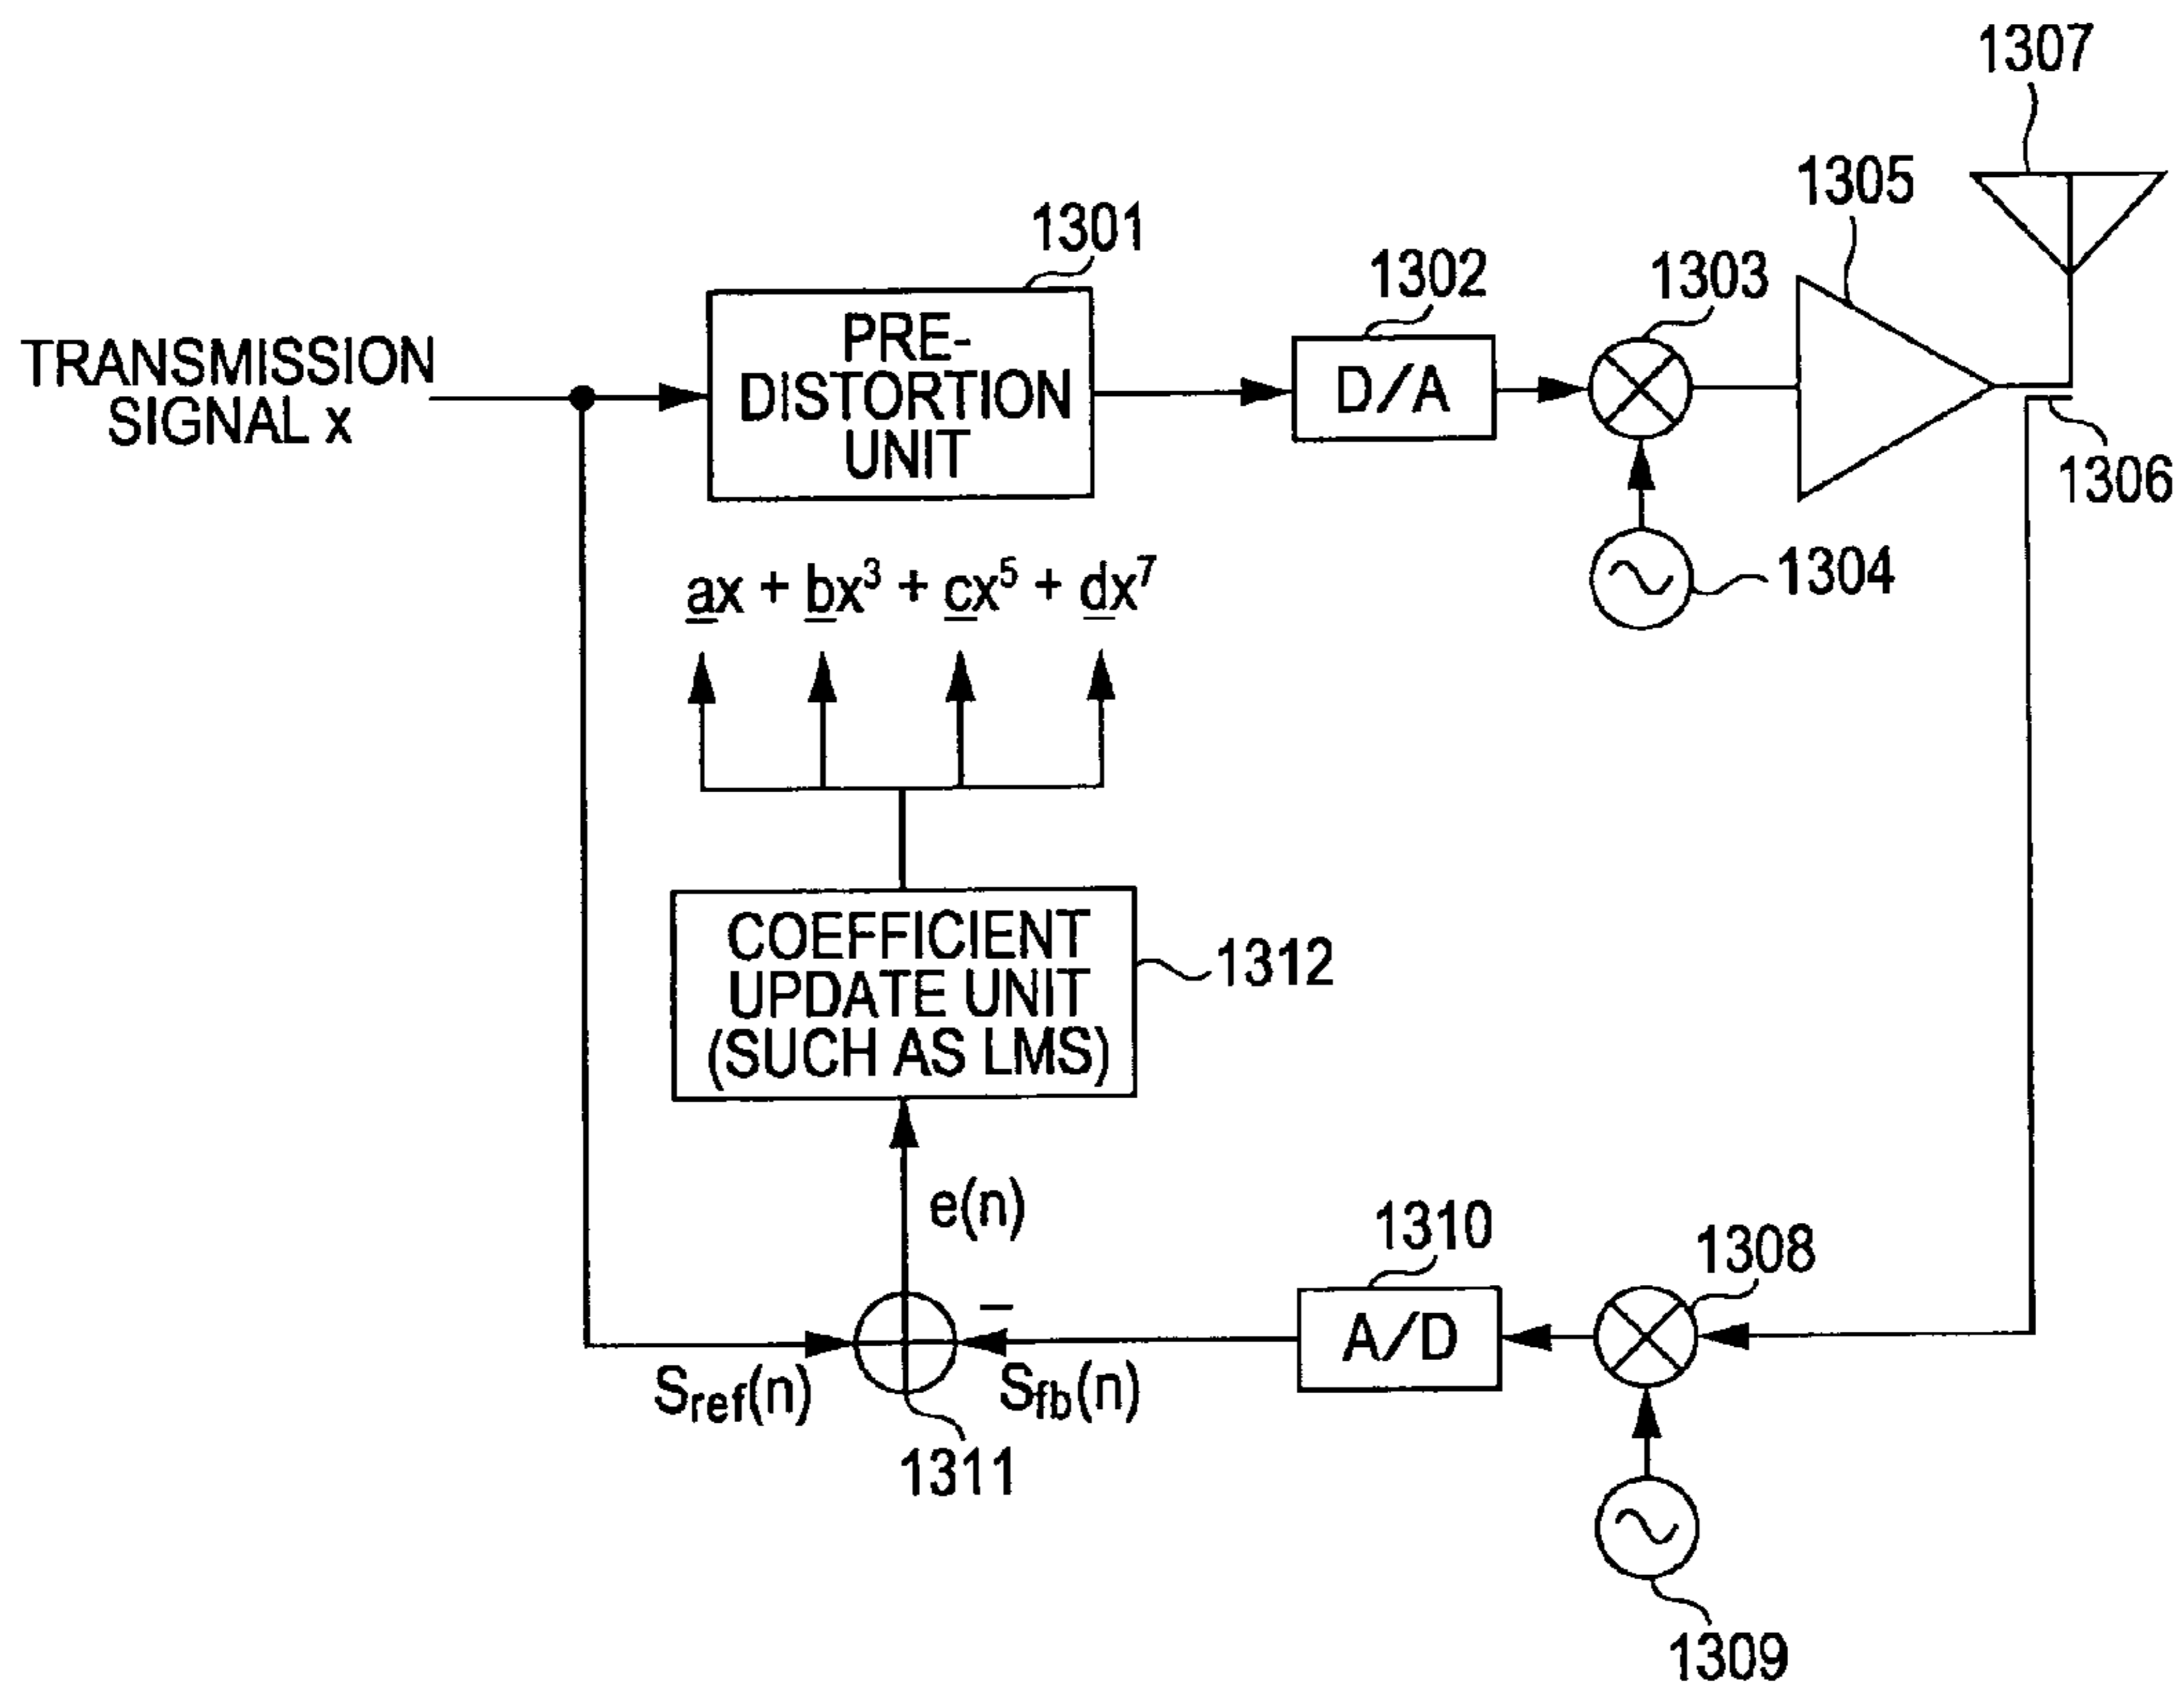 1307
1305
1301
1302
1303
TRANSMISSION
SIGNAL x
PRE-
DISTORTION
UNIT
D/A
1306
1304
ax + bx³ + cx⁵ + dx⁷
COEFFICIENT
UPDATE UNIT
(SUCH AS LMS)
1312
e(n)
1310
1308
A/D
–
Sref(n)
Sfb(n)
1311
1309